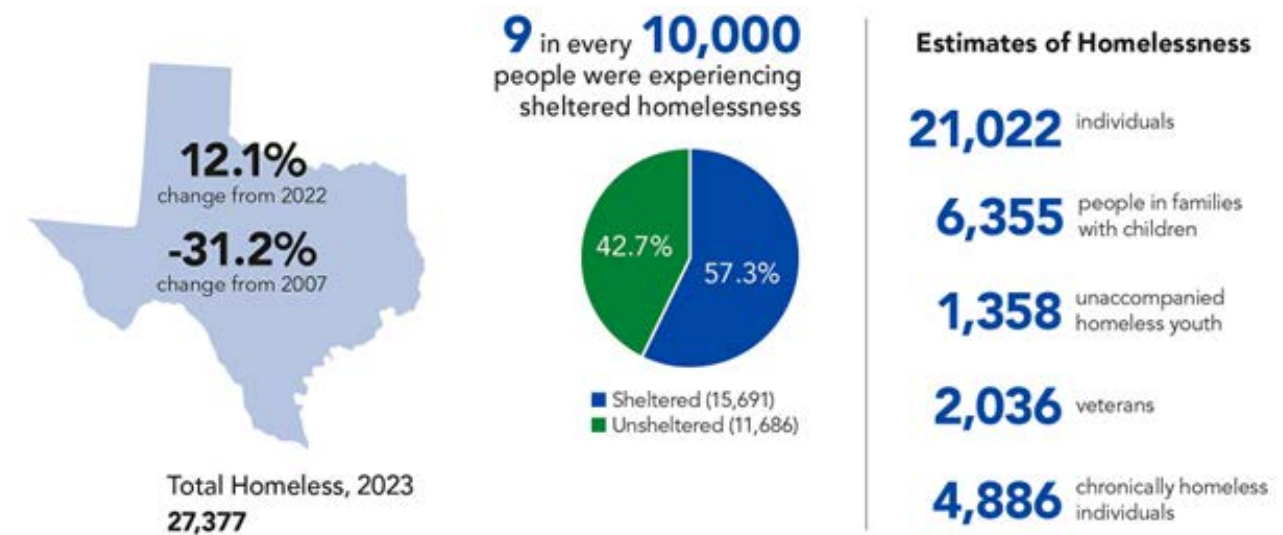 12.1%
change from 2022
-31.2%
change from 2007
Total Homeless, 2023
27,377
9 in every 10,000
people were experiencing
sheltered homelessness
42.7%
57.3%
Sheltered (15,691)
Unsheltered (11,686)
Estimates of Homelessness
21,022 individuals
6,355 people in families
with children
1,358 unaccompanied
homeless youth
2,036 veterans
4,886 chronically homeless
individuals